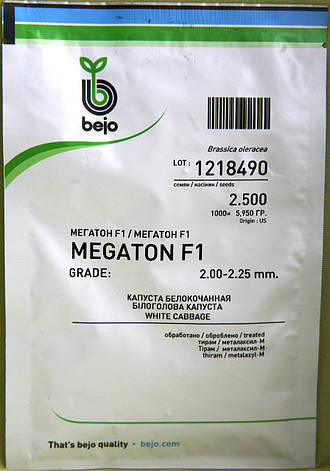 bejo
Brassica oleracea
LOT : 1218490
семян / насінин / seeds
2.500
1000= 5,950 ГР.
Origin : US
МЕГАТОН F1 / МЕГАТОН F1
MEGATON F1
GRADE: 2.00-2.25 mm.
КАПУСТА БЕЛОКОЧАННАЯ
БІЛОГОЛОВА КАПУСТА
WHITE CABBAGE
обработано / оброблено / treated
тирам / металаксил-М
Тірам / металаксил-М
thiram / metalaxyl-M
That's bejo quality • bejo.com